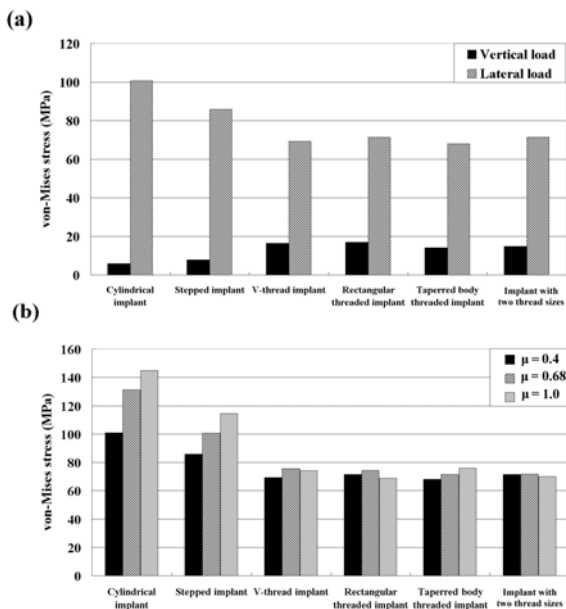 (a)
120
100
80
60
40
20
0
von-Mises stress (MPa)
Vertical load
Lateral load
Cylindrical
implant
Stepped implant
V-thread implant
Rectangular
threaded implant
Taperred body
threaded implant
Implant with
two thread sizes
(b)
160
140
120
100
80
60
40
20
0
von-Mises stress (MPa)
μ = 0.4
μ = 0.68
μ = 1.0
Cylindrical
implant
Stepped implant
V-thread implant
Rectangular
threaded implant
Taperred body
threaded implant
Implant with
two thread sizes